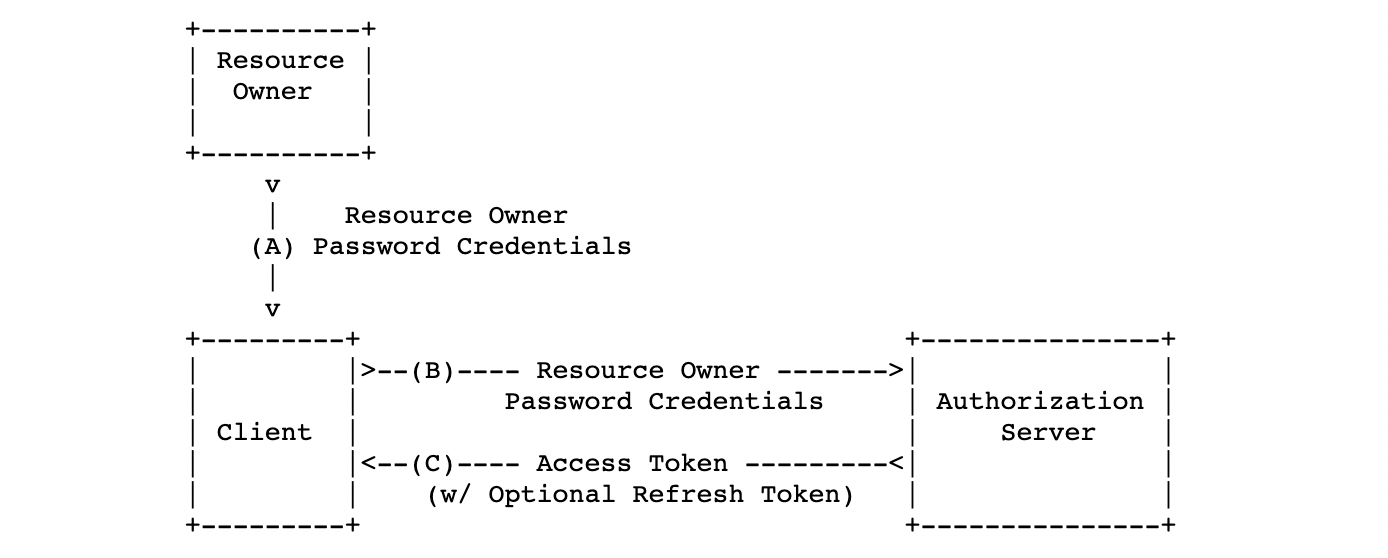 +----------+
| Resource |
|  Owner   |
|          |
+----------+
     v
     |    Resource Owner
    (A) Password Credentials
     |
     v
+---------+                                  +---------------+
|         |>--(B)---- Resource Owner ------->|               |
|         |         Password Credentials     | Authorization |
| Client  |                                  |     Server    |
|         |<--(C)---- Access Token ---------<|               |
|         |    (w/ Optional Refresh Token)   |               |
+---------+                                  +---------------+